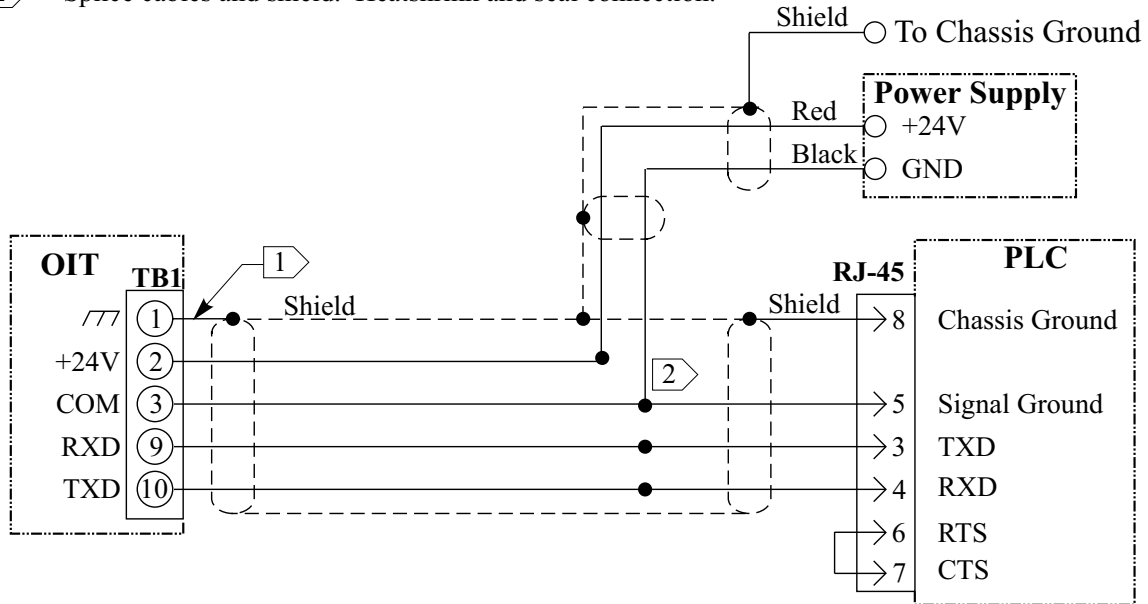 Splice cables and shield. Heatshrink and seal connection.
Shield
To Chassis Ground
Power Supply
Red
+24V
Black
GND
OIT
TB1
1
RJ-45
PLC
1
Shield
Shield
8
Chassis Ground
+24V
2
2
COM
3
5
Signal Ground
RXD
9
3
TXD
TXD
10
4
RXD
6
RTS
7
CTS